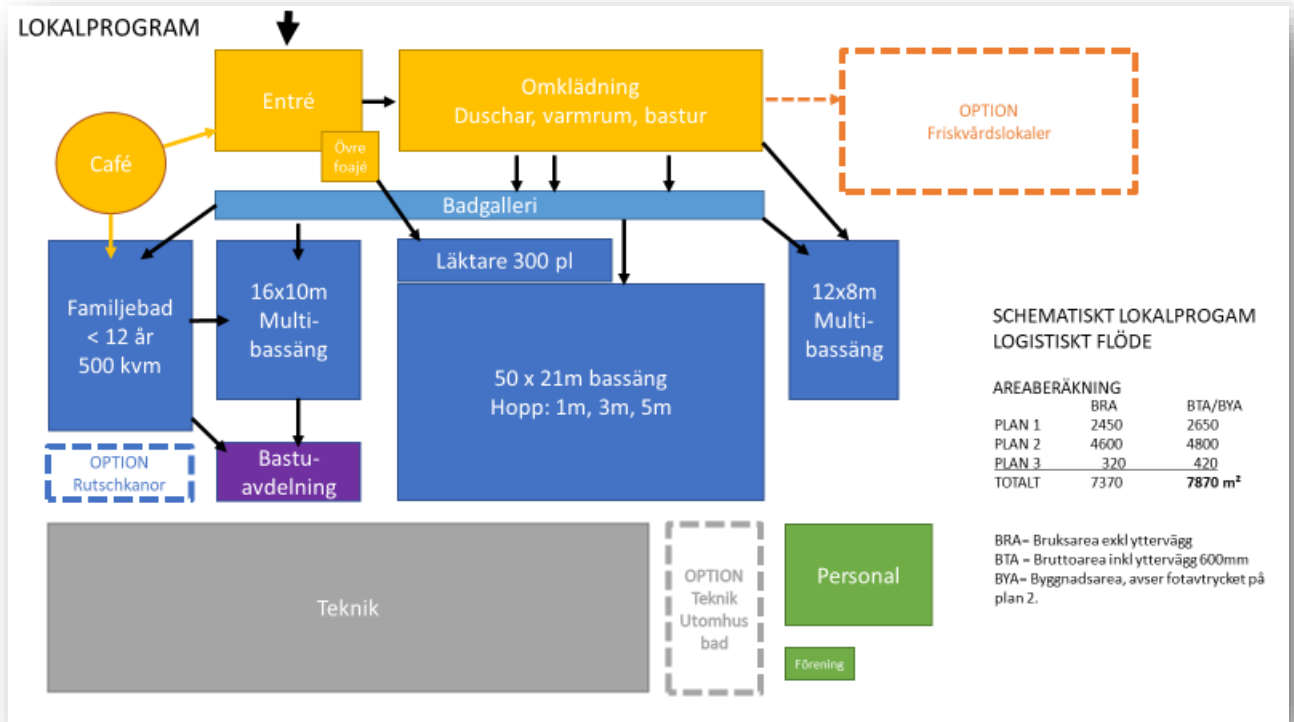 LOKALPROGRAM
Entré
Omklädning
Duschar, varmrum, bastur
OPTION
Friskvårdslokaler
Café
Övre
foajé
Badgalleri
Läktare 300 pl
Familjebad
< 12 år
500 kvm
16x10m
Multi-
bassäng
12x8m
Multi-
bassäng
50 x 21m bassäng
Hopp: 1m, 3m, 5m
OPTION
Rutschkanor
Bastu-
avdelning
Teknik
OPTION
Teknik
Utomhus
bad
Personal
Förening
SCHEMATISKT LOKALPROGAM
LOGISTISKT FLÖDE
AREABERÄKNING
BRA BTA/BYA
PLAN 1 2450 2650
PLAN 2 4600 4800
PLAN 3 320 420
TOTALT 7370 7870 m²
BRA= Bruksarea exkl yttervägg
BTA = Bruttoarea inkl yttervägg 600mm
BYA= Byggnadsarea, avser fotavtrycket på
plan 2.